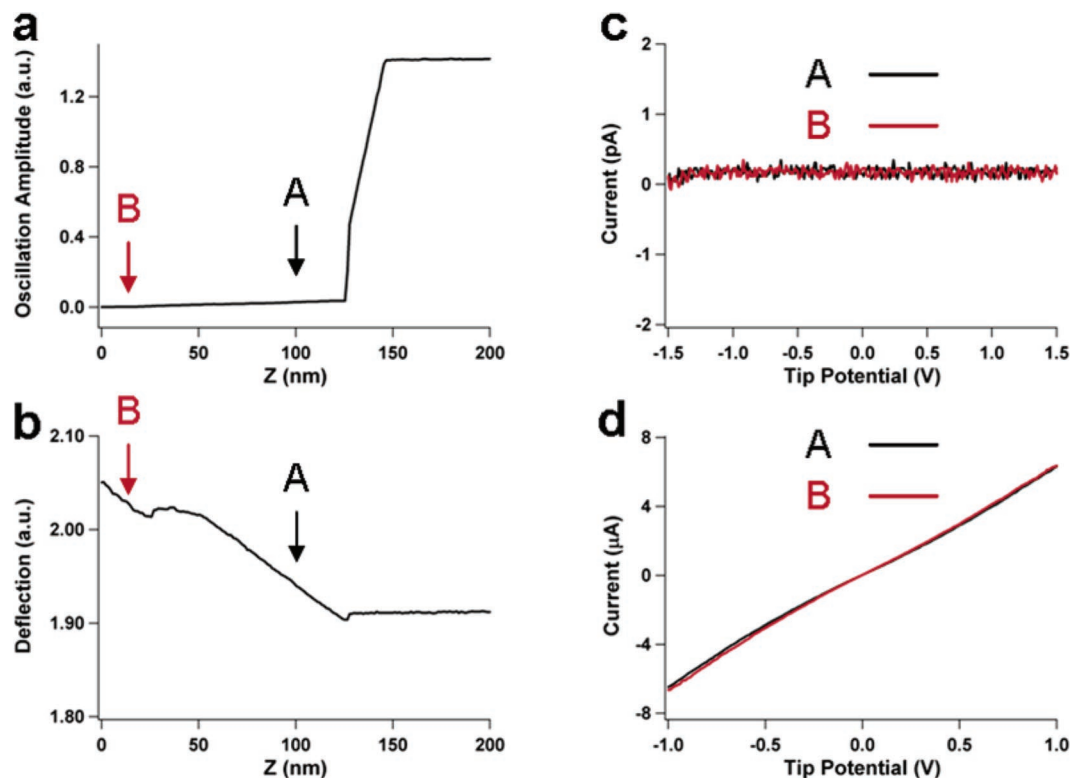 a
Oscillation Amplitude (a.u.)
1.2
0.8
0.4
0.0
B
A
0 50 100 150 200
Z (nm)
b
Deflection (a.u.)
2.10
2.00
1.90
1.80
B
A
0 50 100 150 200
Z (nm)
c
Current (pA)
2
1
0
-1
-2
A
B
-1.5 -1.0 -0.5 0.0 0.5 1.0 1.5
Tip Potential (V)
d
Current (µA)
8
4
0
-4
-8
A
B
-1.0 -0.5 0.0 0.5 1.0
Tip Potential (V)